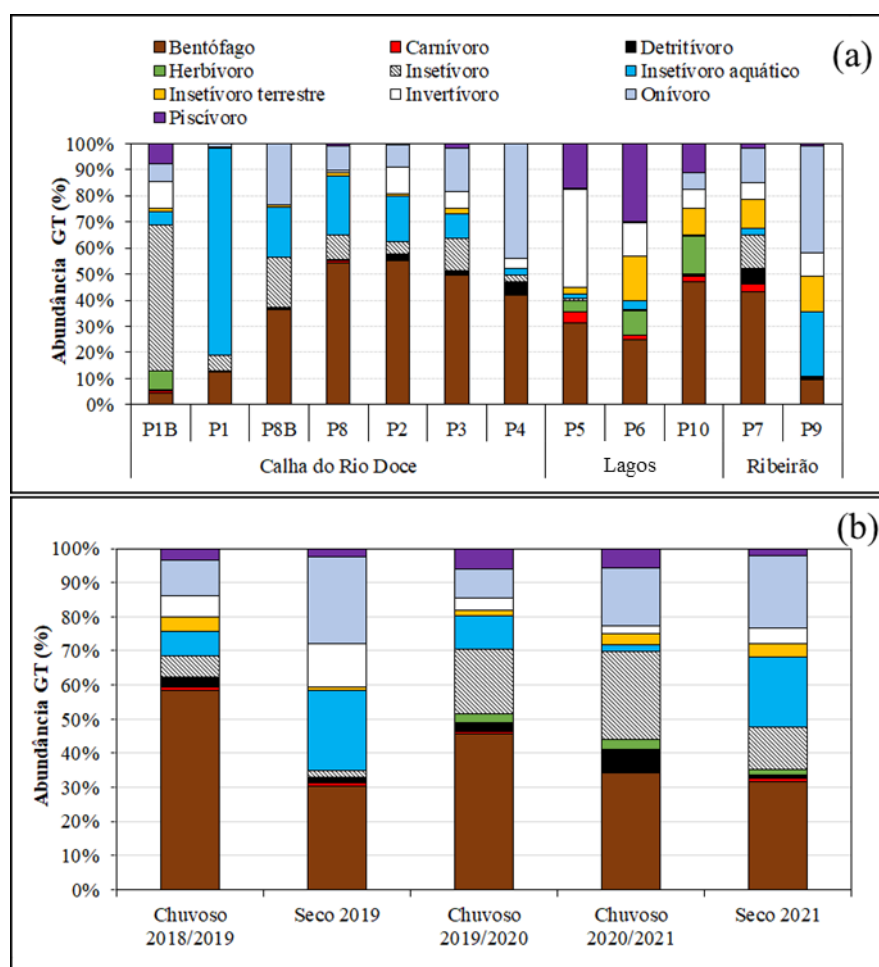 (a)
Bentófago Carnívoro Detritívoro
Herbívoro Insetívoro Insetívoro aquático
Insetívoro terrestre Invertívoro Onívoro
Piscívoro
Abundância GT (%)
100%
90%
80%
70%
60%
50%
40%
30%
20%
10%
0%
P1B P1 P8B P8 P2 P3 P4 P5 P6 P10 P7 P9
Calha do Rio Doce Lagos Ribeirão
(b)
Abundância GT (%)
100%
90%
80%
70%
60%
50%
40%
30%
20%
10%
0%
Chuvoso Seco 2019 Chuvoso Chuvoso Seco 2021
2018/2019 2019/2020 2020/2021